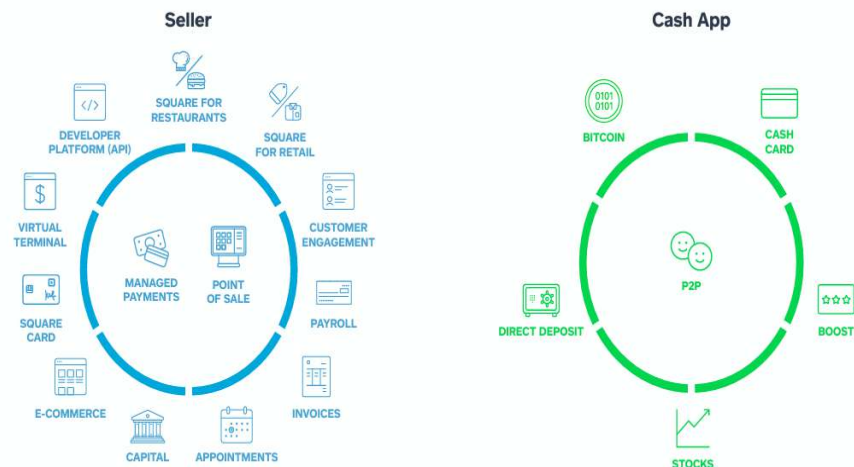 Seller
SQUARE FOR
RESTAURANTS
DEVELOPER
PLATFORM (API)
</>
SQUARE
FOR RETAIL
VIRTUAL
TERMINAL
$
CUSTOMER
ENGAGEMENT
MANAGED
PAYMENTS
POINT
OF SALE
SQUARE
CARD
PAYROLL
E-COMMERCE
INVOICES
CAPITAL
APPOINTMENTS
Cash App
0101
0101
BITCOIN
CASH
CARD
P2P
DIRECT DEPOSIT
BOOST
STOCKS